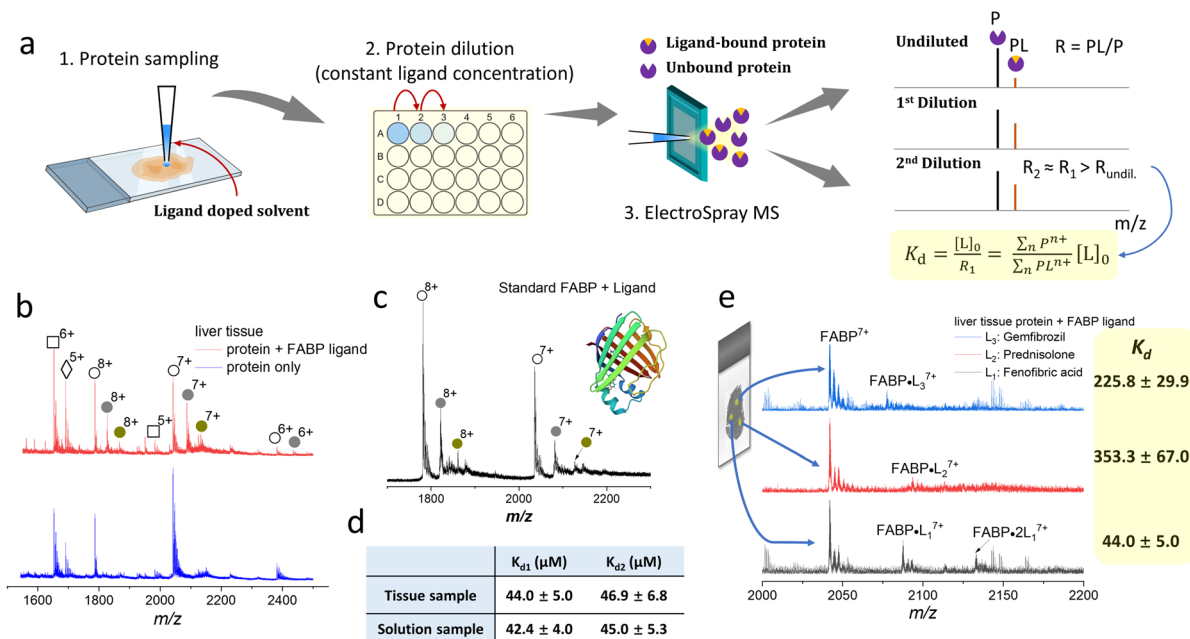 a
1. Protein sampling
Ligand doped solvent
2. Protein dilution
(constant ligand concentration)
1 2 3 4 5 6
A
B
C
D
Ligand-bound protein
Unbound protein
3. ElectroSpray MS
P
Undiluted
PL
R = PL/P
1st Dilution
2nd Dilution
R₂ ≈ R₁ > Rundil.
m/z
Kd = [L]₀/R₁ = ∑ₙ Pⁿ⁺/∑ₙ PLⁿ⁺ [L]₀
b
liver tissue
protein + FABP ligand
protein only
6+
5+
8+
8+
8+
5+
7+
7+
7+
6+
6+
1600 1800 2000 2200 2400
m/z
c
Standard FABP + Ligand
8+
8+
8+
7+
7+
7+
1800 2000 2200
m/z
d
Kd1 (µM) Kd2 (µM)
Tissue sample 44.0 ± 5.0 46.9 ± 6.8
Solution sample 42.4 ± 4.0 45.0 ± 5.3
e
liver tissue protein + FABP ligand
L₃: Gemfibrozil
L₂: Prednisolone
L₁: Fenofibric acid
FABP⁷⁺
FABP•L₃⁷⁺
FABP•L₂⁷⁺
FABP•L₁⁷⁺
FABP•2L₁⁷⁺
2000 2050 2100 2150 2200
m/z
Kd
225.8 ± 29.9
353.3 ± 67.0
44.0 ± 5.0